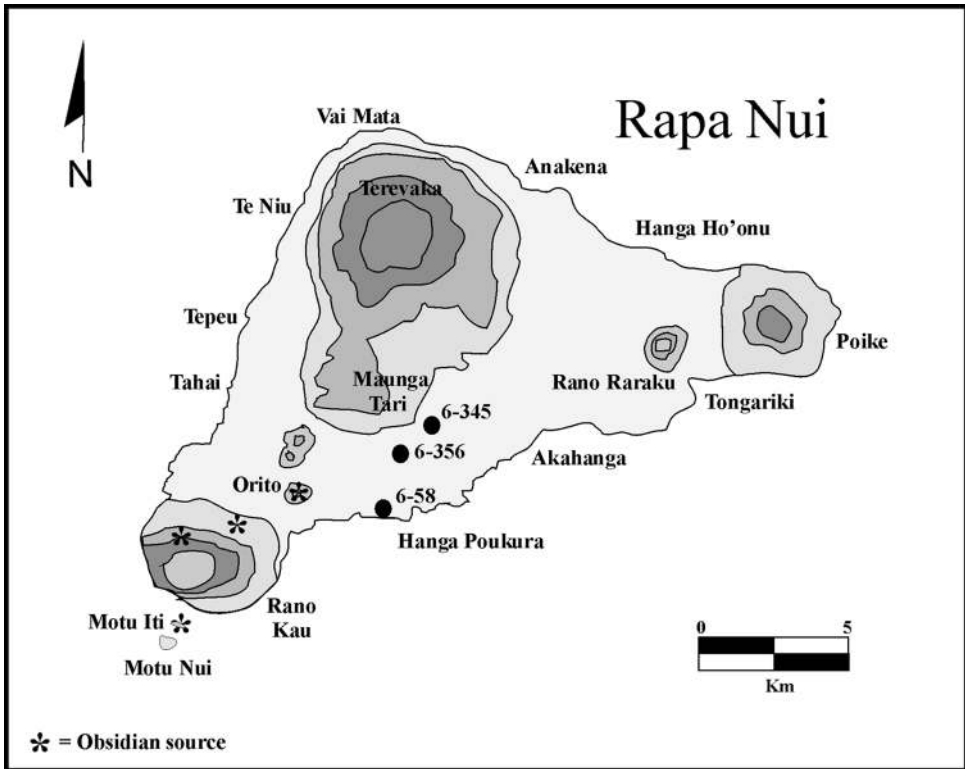 Rapa Nui
N
Vai Mata
Anakena
Terevaka
Te Niu
Hanga Ho’onu
Tepeu
Poike
Rano Raraku
Tahai
Maunga
Tari
Tongariki
6-345
6-356
Akahanga
Orito
6-58
Hanga Poukura
Rano
Kau
Motu Iti
Motu Nui
0 5
Km
* = Obsidian source